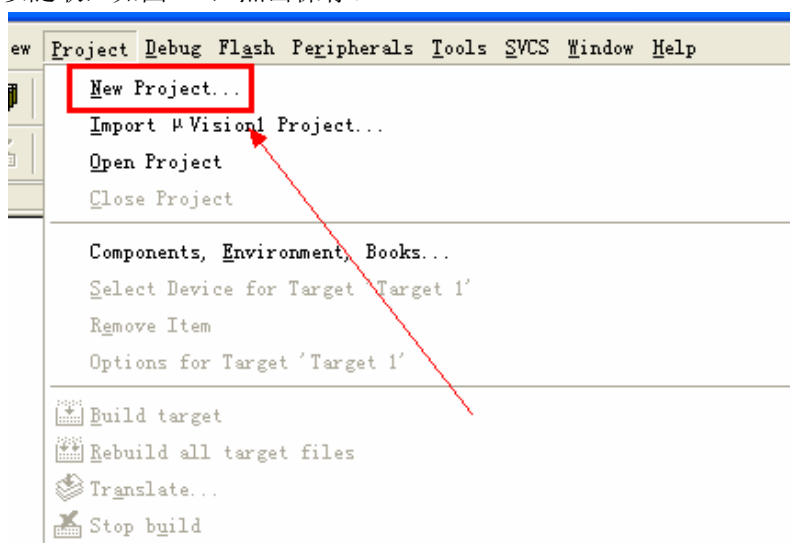 ew Project Debug Flash Peripherals Tools SVCS Window Help
New Project...
Import μVision1 Project...
Open Project
Close Project
Components, Environment, Books...
Select Device for Target 'Target 1'
Remove Item
Options for Target 'Target 1'
Build target
Rebuild all target files
Translate...
Stop build